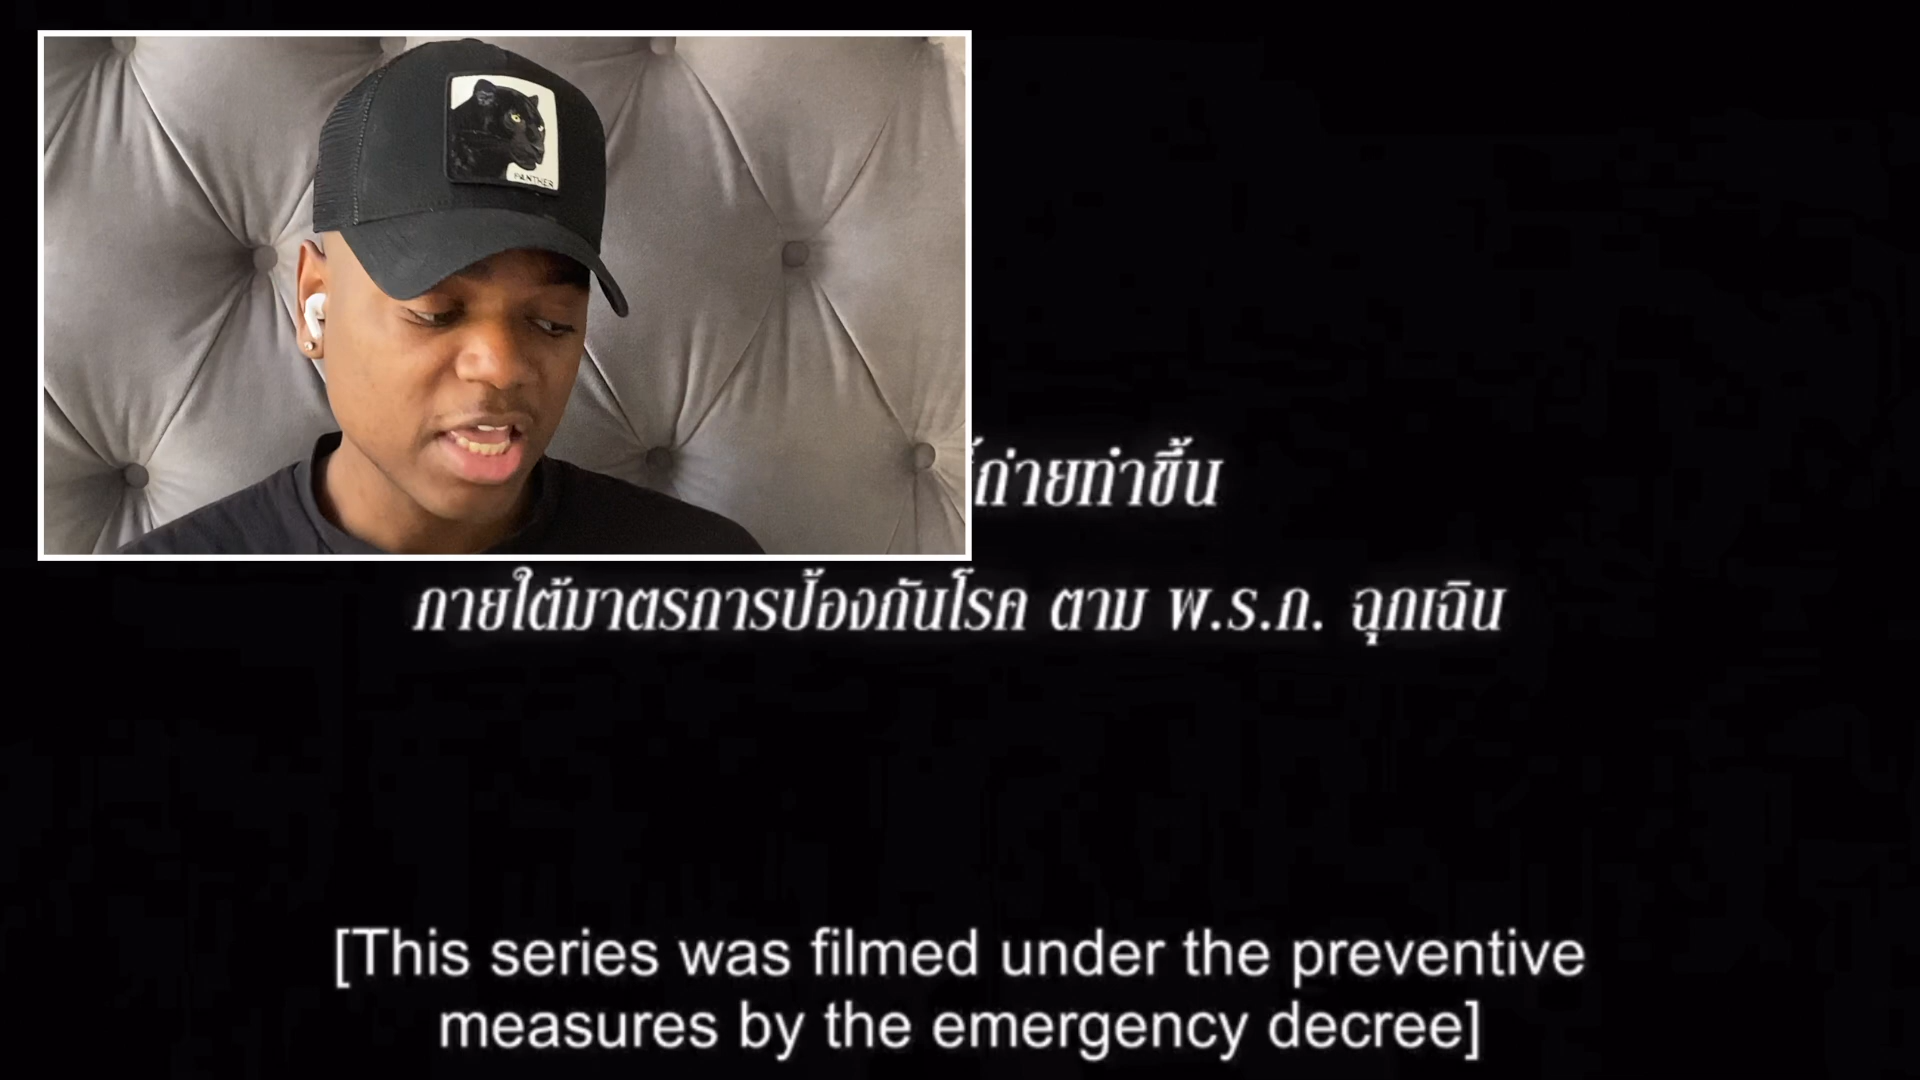 PANTHER
ถ่ายทำขึ้น
ภายใต้มาตรการป้องกันโรค ตาม พ.ร.ก. ฉุกเฉิน
[This series was filmed under the preventive
measures by the emergency decree]